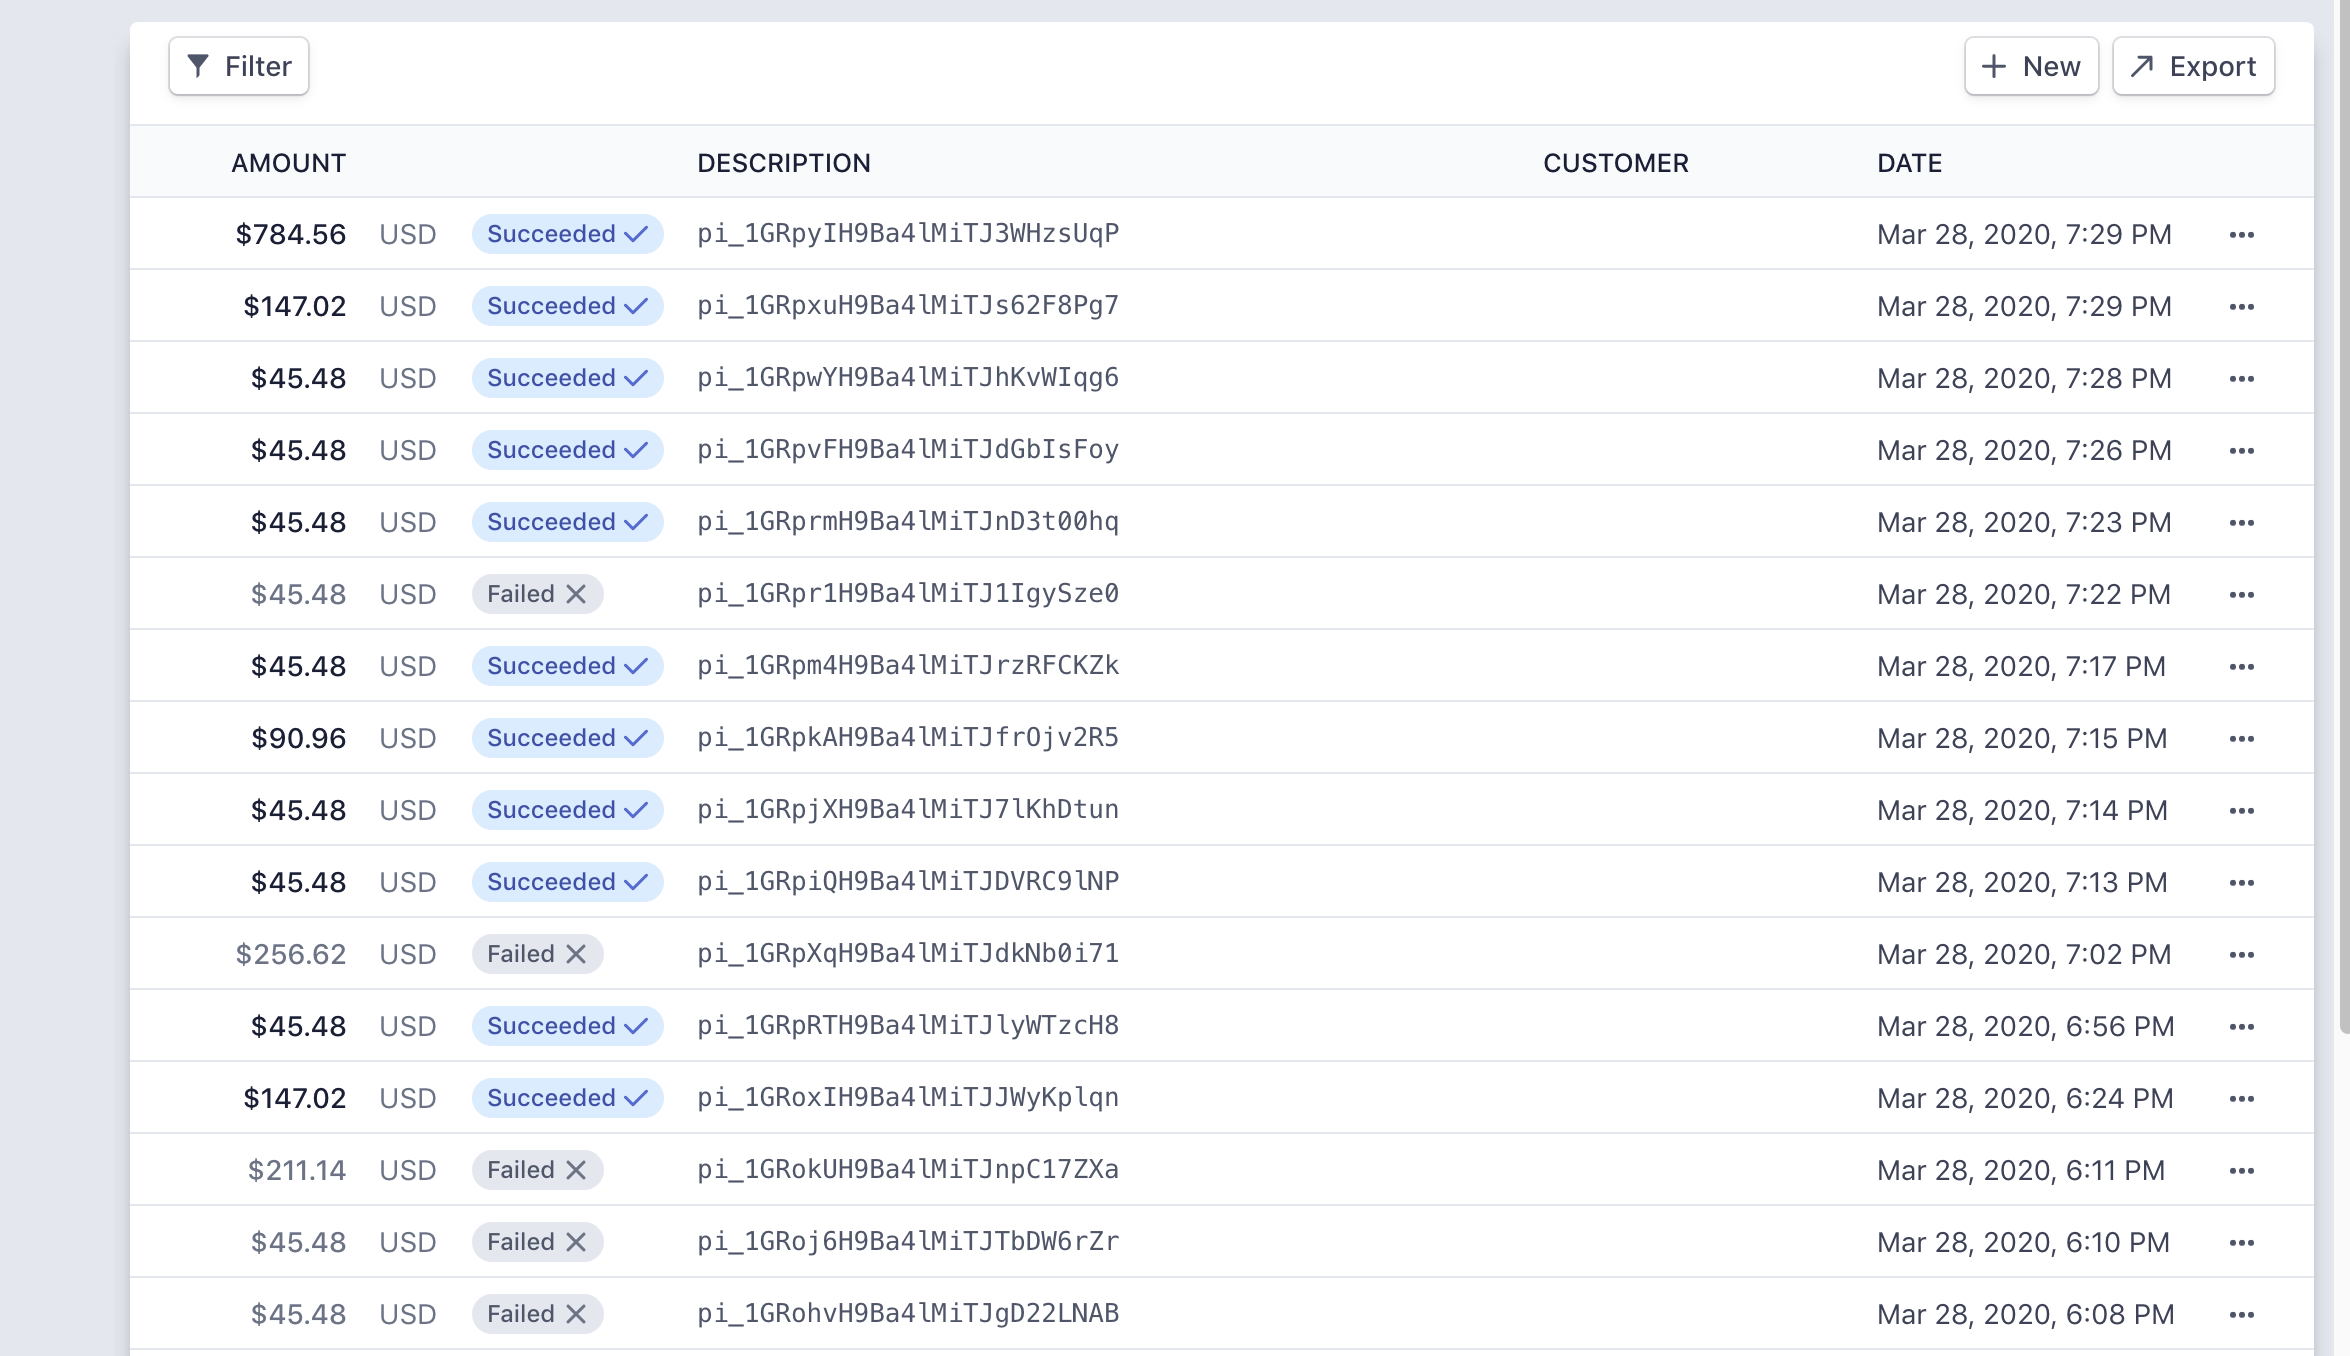 Filter New Export
AMOUNT DESCRIPTION CUSTOMER DATE
$784.56 USD Succeeded pi_1GRpyIH9Ba4lMiTJ3WHzsUqP Mar 28, 2020, 7:29 PM
$147.02 USD Succeeded pi_1GRpxuH9Ba4lMiTJs62F8Pg7 Mar 28, 2020, 7:29 PM
$45.48 USD Succeeded pi_1GRpwYH9Ba4lMiTJhKvWIqg6 Mar 28, 2020, 7:28 PM
$45.48 USD Succeeded pi_1GRpvFH9Ba4lMiTJdGbIsFoy Mar 28, 2020, 7:26 PM
$45.48 USD Succeeded pi_1GRprmH9Ba4lMiTJnD3t00hq Mar 28, 2020, 7:23 PM
$45.48 USD Failed pi_1GRpr1H9Ba4lMiTJ1IgySze0 Mar 28, 2020, 7:22 PM
$45.48 USD Succeeded pi_1GRpm4H9Ba4lMiTJrzRFCKZk Mar 28, 2020, 7:17 PM
$90.96 USD Succeeded pi_1GRpkAH9Ba4lMiTJfrOjv2R5 Mar 28, 2020, 7:15 PM
$45.48 USD Succeeded pi_1GRpjXH9Ba4lMiTJ7lKhDtun Mar 28, 2020, 7:14 PM
$45.48 USD Succeeded pi_1GRpiQH9Ba4lMiTJDVRC9lNP Mar 28, 2020, 7:13 PM
$256.62 USD Failed pi_1GRpXqH9Ba4lMiTJdkNb0i71 Mar 28, 2020, 7:02 PM
$45.48 USD Succeeded pi_1GRpRTH9Ba4lMiTJlyWTzcH8 Mar 28, 2020, 6:56 PM
$147.02 USD Succeeded pi_1GRoxIH9Ba4lMiTJJWyKplqn Mar 28, 2020, 6:24 PM
$211.14 USD Failed pi_1GRokUH9Ba4lMiTJnpC17ZXa Mar 28, 2020, 6:11 PM
$45.48 USD Failed pi_1GRoj6H9Ba4lMiTJTbDW6rZr Mar 28, 2020, 6:10 PM
$45.48 USD Failed pi_1GRohvH9Ba4lMiTJgD22LNAB Mar 28, 2020, 6:08 PM